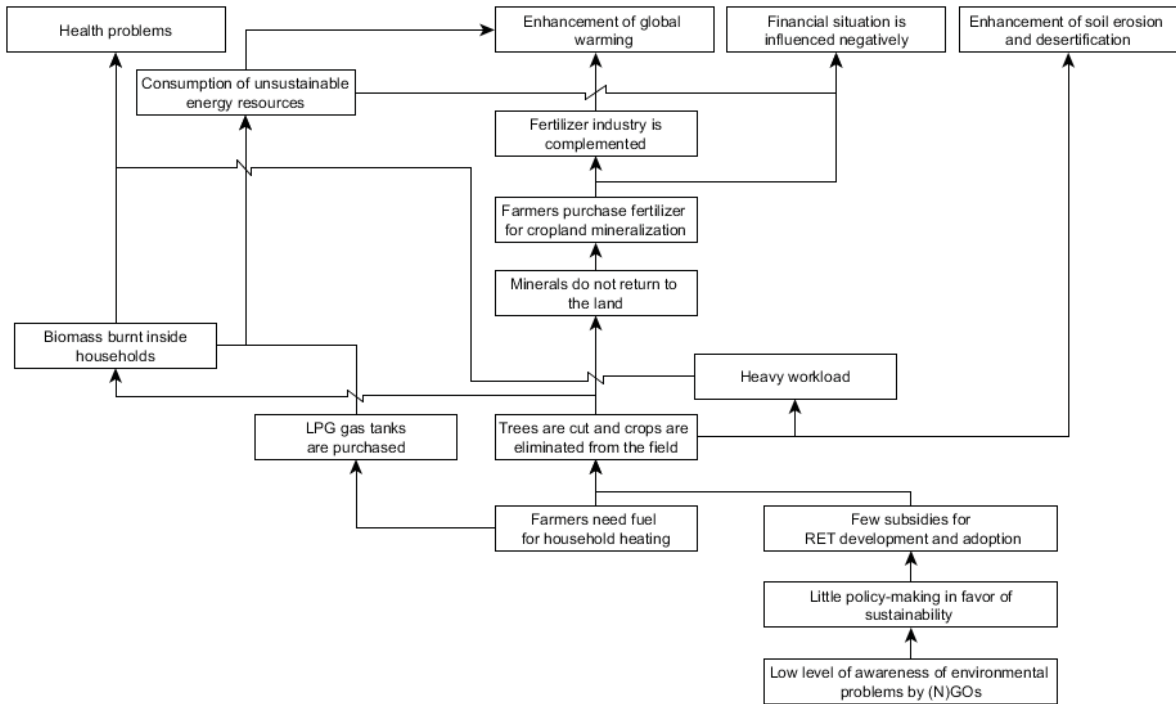 Health problems
Enhancement of global
warming
Financial situation is
influenced negatively
Enhancement of soil erosion
and desertification
Consumption of unsustainable
energy resources
Fertilizer industry is
complemented
Farmers purchase fertilizer
for cropland mineralization
Minerals do not return to
the land
Biomass burnt inside
households
Heavy workload
LPG gas tanks
are purchased
Trees are cut and crops are
eliminated from the field
Farmers need fuel
for household heating
Few subsidies for
RET development and adoption
Little policy-making in favor of
sustainability
Low level of awareness of environmental
problems by (N)GOs